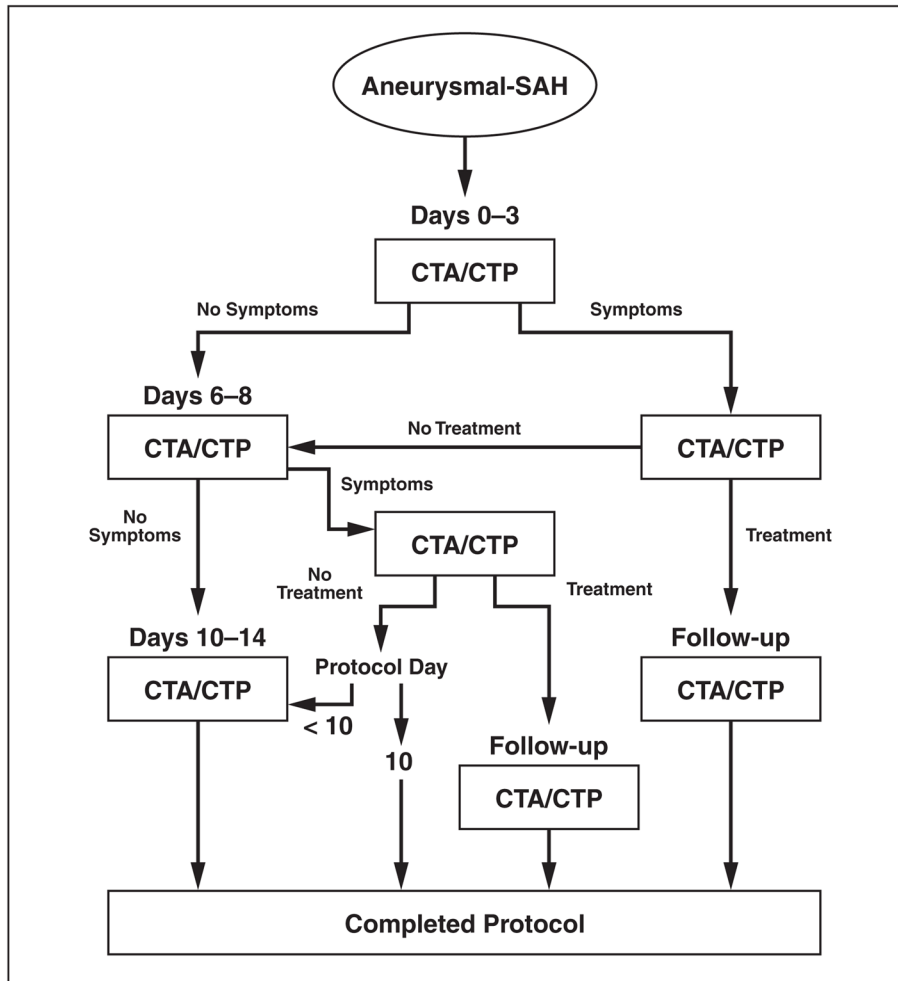 Aneurysmal-SAH
Days 0–3
CTA/CTP
No Symptoms
Symptoms
Days 6–8
CTA/CTP
No Treatment
CTA/CTP
Symptoms
No
Symptoms
CTA/CTP
Treatment
No
Treatment
Treatment
Days 10–14
CTA/CTP
Protocol Day
< 10
10
Follow-up
CTA/CTP
Follow-up
CTA/CTP
Completed Protocol